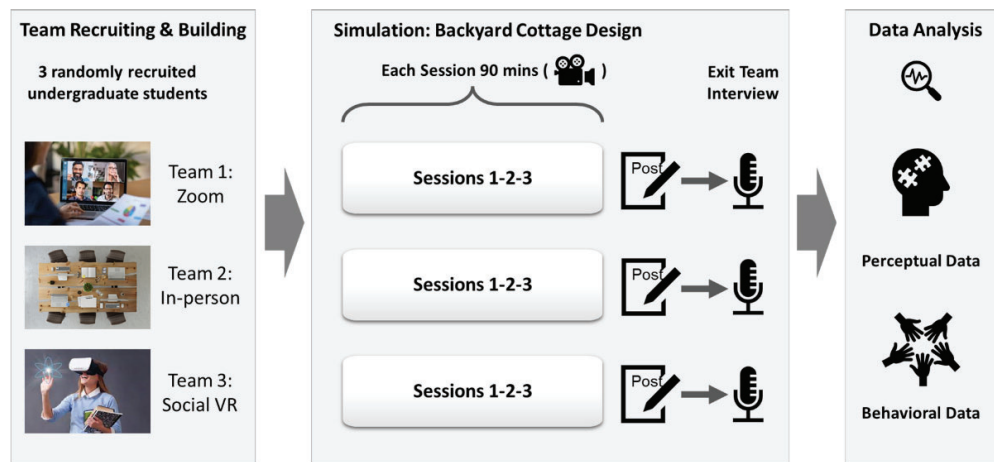 Team Recruiting & Building
3 randomly recruited
undergraduate students
Team 1:
Zoom
Team 2:
In-person
Team 3:
Social VR
Simulation: Backyard Cottage Design
Each Session 90 mins ( )
Exit Team
Interview
Sessions 1-2-3
Post
Sessions 1-2-3
Post
Sessions 1-2-3
Post
Data Analysis
Perceptual Data
Behavioral Data